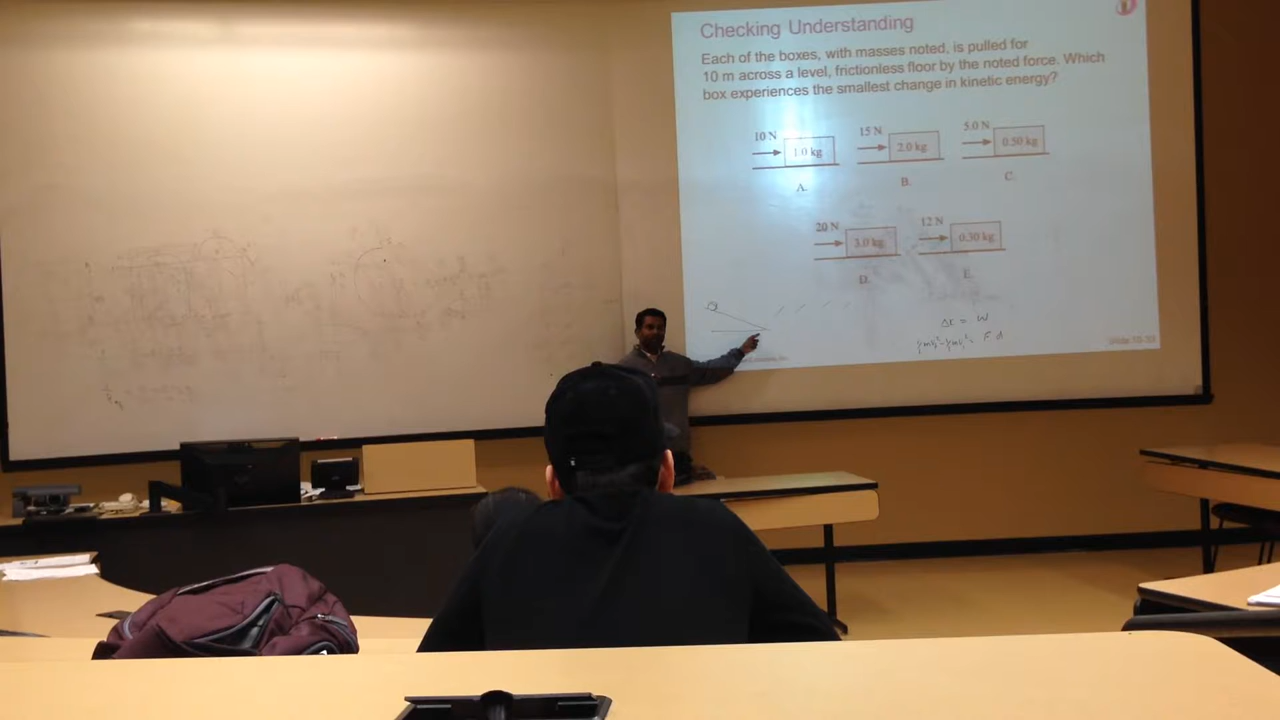 Checking Understanding
Each of the boxes, with masses noted, is pulled for
10 m across a level, frictionless floor by the noted force. Which
box experiences the smallest change in kinetic energy?
10 N
1.0 kg
A.
15 N
2.0 kg
B.
5.0 N
0.50 kg
C.
20 N
3.0 kg
D.
12 N
0.30 kg
E.
ΔK = W
= F d